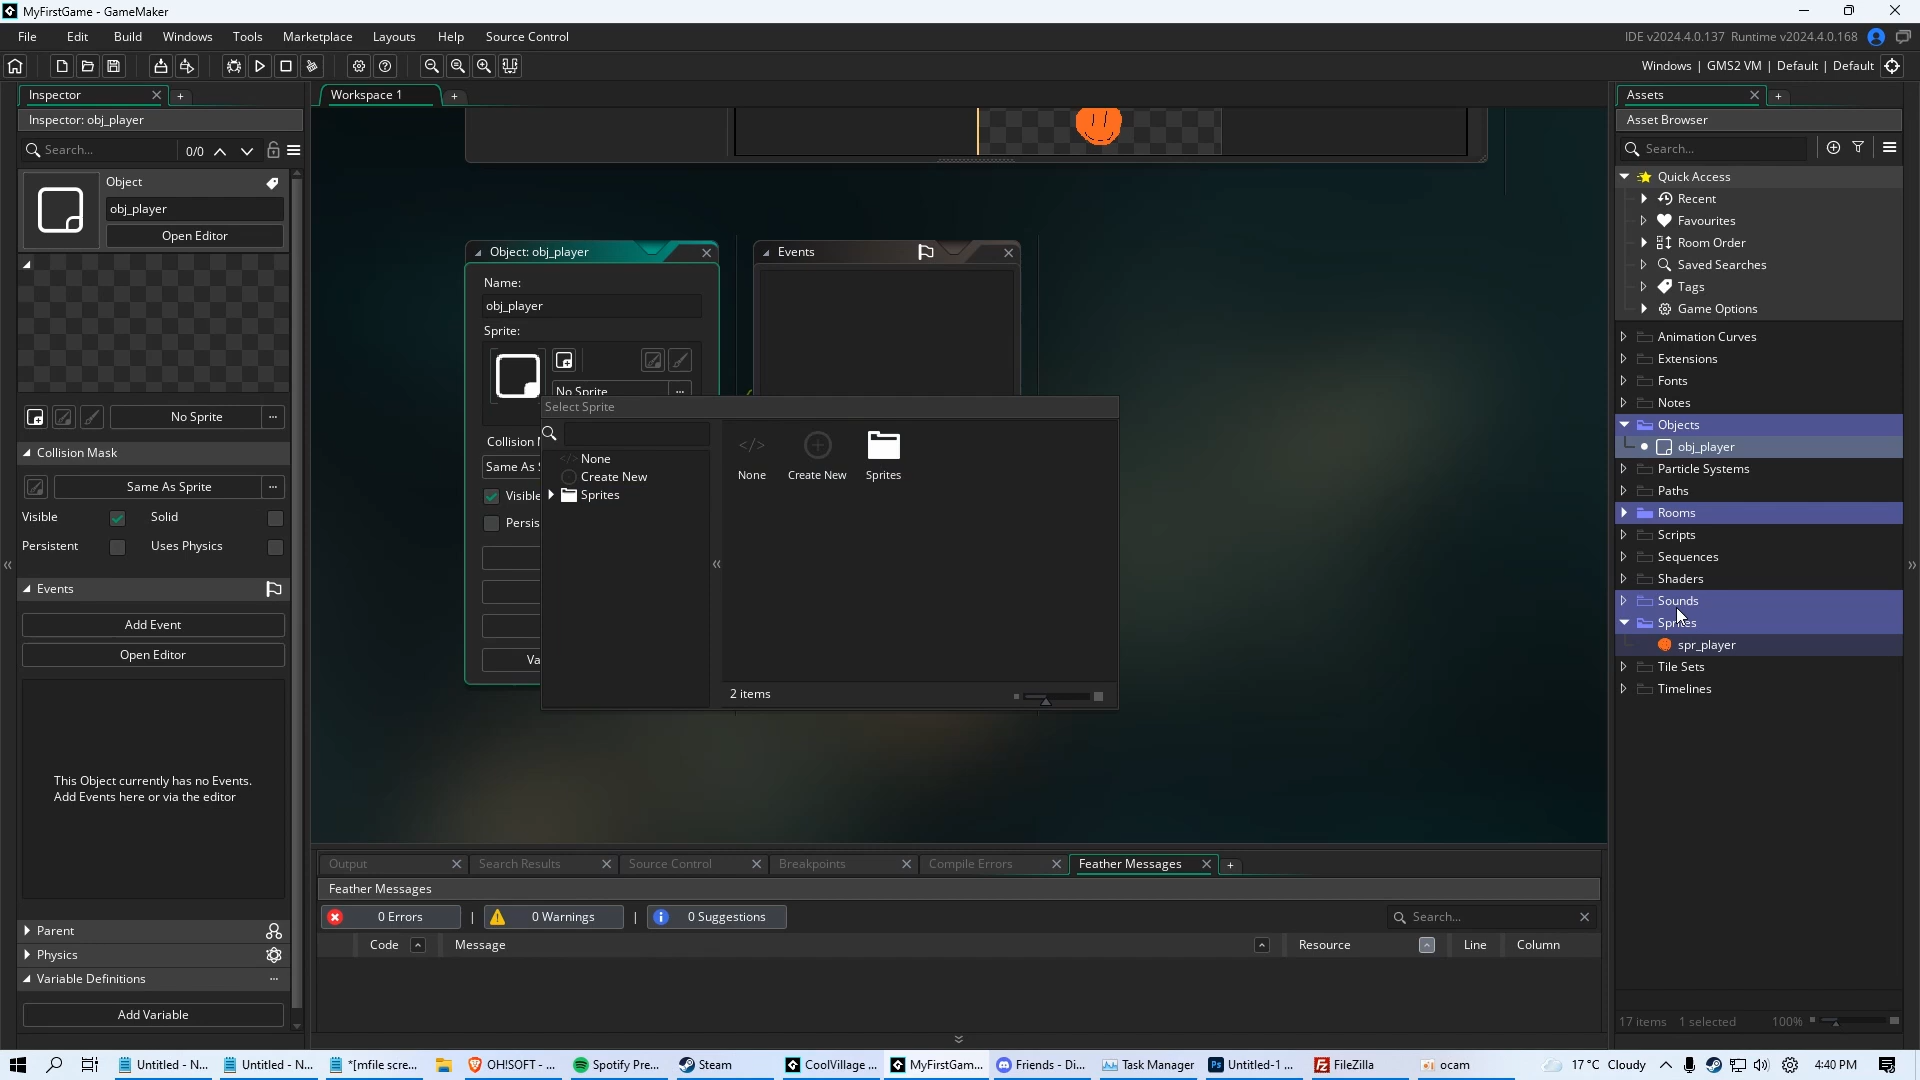 MyFirstGame - GameMaker
File Edit Build Windows Tools Marketplace Layouts Help Source Control
IDE v2024.4.0.137 Runtime v2024.4.0.168
Windows | GMS2 VM | Default | Default
Inspector
Workspace 1
Assets
Inspector: obj_player
Search... 0/0
Object
obj_player
Open Editor
No Sprite
Collision Mask
Same As Sprite
Visible Solid
Persistent Uses Physics
Events
Add Event
Open Editor
This Object currently has no Events.
Add Events here or via the editor
Parent
Physics
Variable Definitions
Add Variable
Object: obj_player
Name:
obj_player
Sprite:
No Sprite
Collision
Same As S
Visible
Persis
Va
Events
Select Sprite
None
Create New
Sprites
None Create New Sprites
2 items
Output Search Results Source Control Breakpoints Compile Errors Feather Messages
Feather Messages
0 Errors | 0 Warnings | 0 Suggestions
Search...
Code Message Resource Line Column
Asset Browser
Search...
Quick Access
Recent
Favourites
Room Order
Saved Searches
Tags
Game Options
Animation Curves
Extensions
Fonts
Notes
Objects
obj_player
Particle Systems
Paths
Rooms
Scripts
Sequences
Shaders
Sounds
Sprites
spr_player
Tile Sets
Timelines
17 items 1 selected 100%
Untitled - N... Untitled - N... *[mfile scre... OH!SOFT - ... Spotify Pre... Steam CoolVillage ... MyFirstGam... Friends - Di... Task Manager Untitled-1 ... FileZilla ocam 17°C Cloudy 4:40 PM